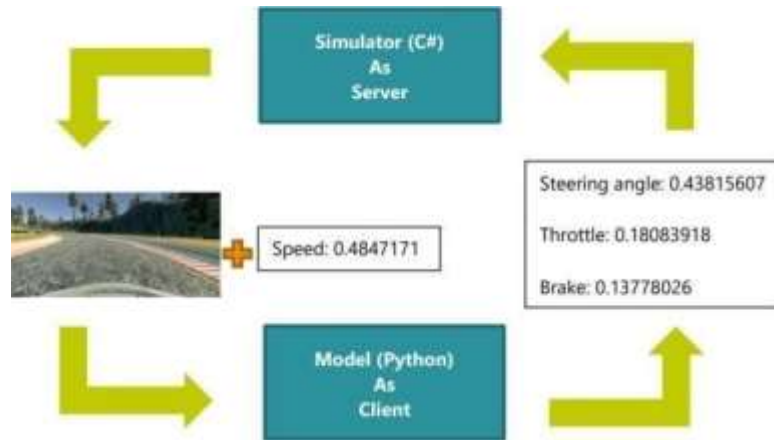 Simulator (C#)
As
Server
Steering angle: 0.43815607
Throttle: 0.18083918
Brake: 0.13778026
Speed: 0.4847171
Model (Python)
As
Client